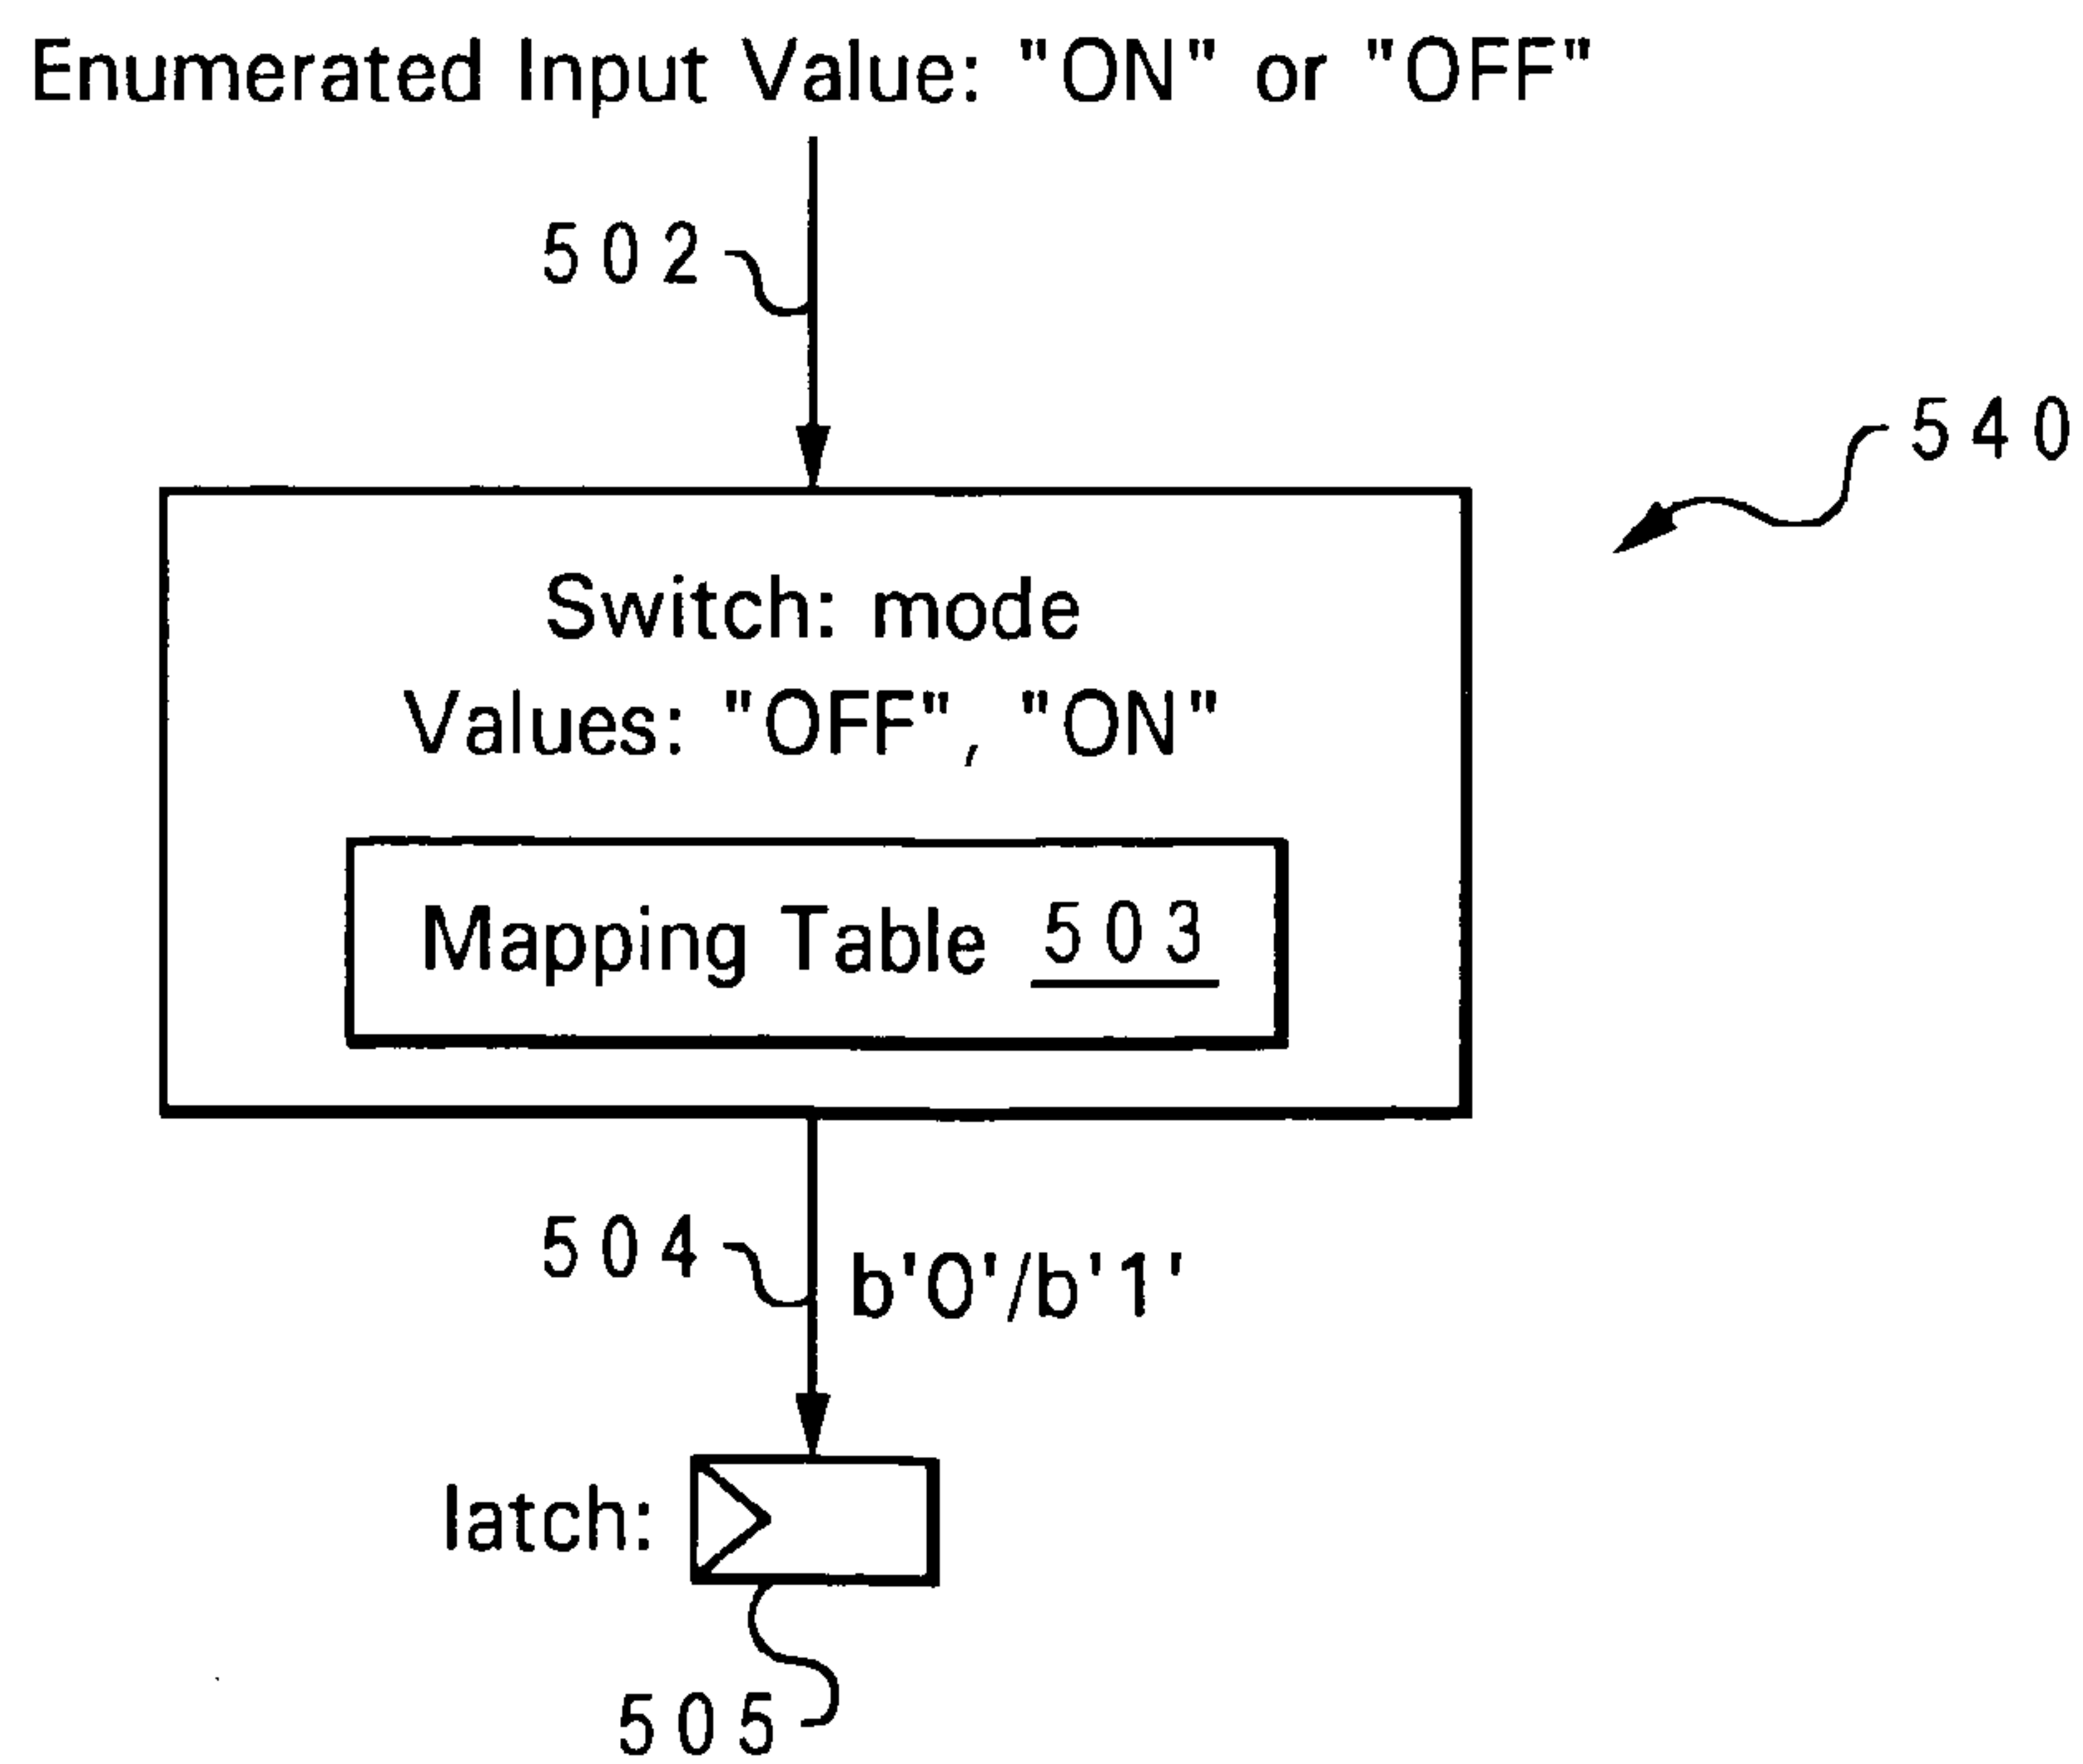 Enumerated Input Value: "ON" or "OFF"
502
540
Switch: mode
Values: "OFF", "ON"
Mapping Table 503
504
b'0'/b'1'
latch:
505